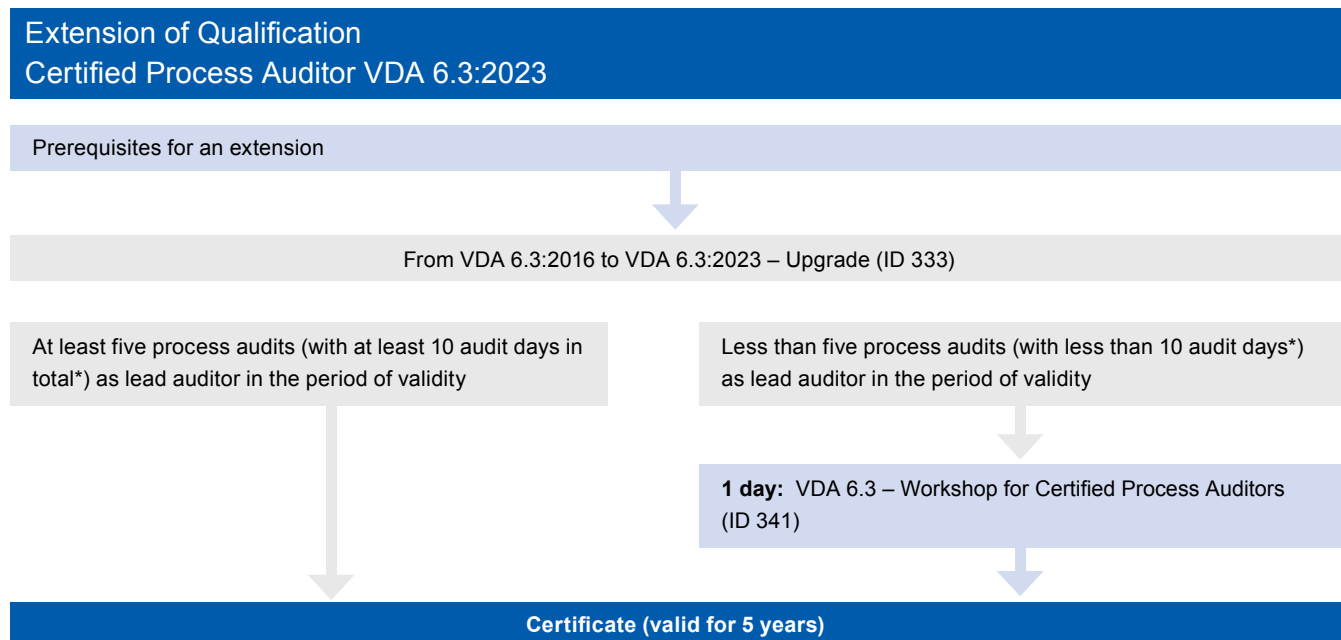 Extension of Qualification
Certified Process Auditor VDA 6.3:2023
Prerequisites for an extension
From VDA 6.3:2016 to VDA 6.3:2023 – Upgrade (ID 333)
At least five process audits (with at least 10 audit days in
total*) as lead auditor in the period of validity
Less than five process audits (with less than 10 audit days*)
as lead auditor in the period of validity
1 day: VDA 6.3 – Workshop for Certified Process Auditors
(ID 341)
Certificate (valid for 5 years)